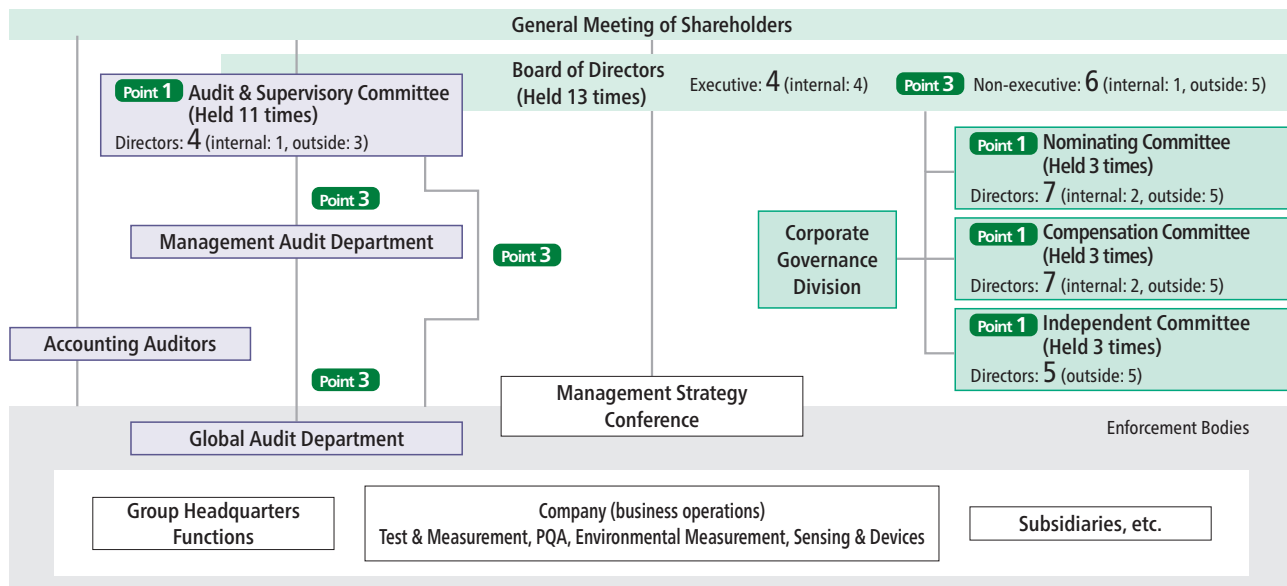 General Meeting of Shareholders
Board of Directors
(Held 13 times)
Executive: 4 (internal: 4)
Point 3 Non-executive: 6 (internal: 1, outside: 5)
Point 1 Audit & Supervisory Committee
(Held 11 times)
Directors: 4 (internal: 1, outside: 3)
Point 3
Management Audit Department
Point 3
Accounting Auditors
Point 3
Global Audit Department
Corporate
Governance
Division
Point 1 Nominating Committee
(Held 3 times)
Directors: 7 (internal: 2, outside: 5)
Point 1 Compensation Committee
(Held 3 times)
Directors: 7 (internal: 2, outside: 5)
Point 1 Independent Committee
(Held 3 times)
Directors: 5 (outside: 5)
Management Strategy
Conference
Enforcement Bodies
Group Headquarters
Functions
Company (business operations)
Test & Measurement, PQA, Environmental Measurement, Sensing & Devices
Subsidiaries, etc.